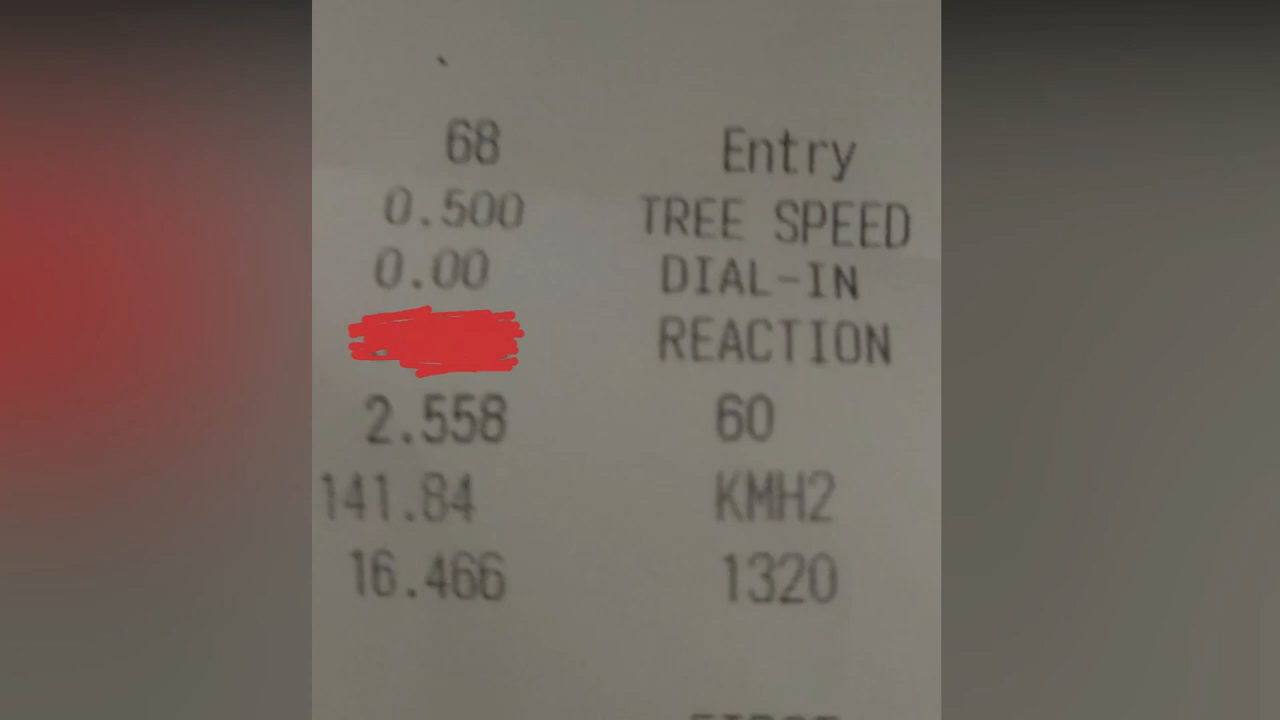 68 Entry
0.500 TREE SPEED
0.00 DIAL-IN
REACTION
2.558 60
141.84 KMH2
16.466 1320